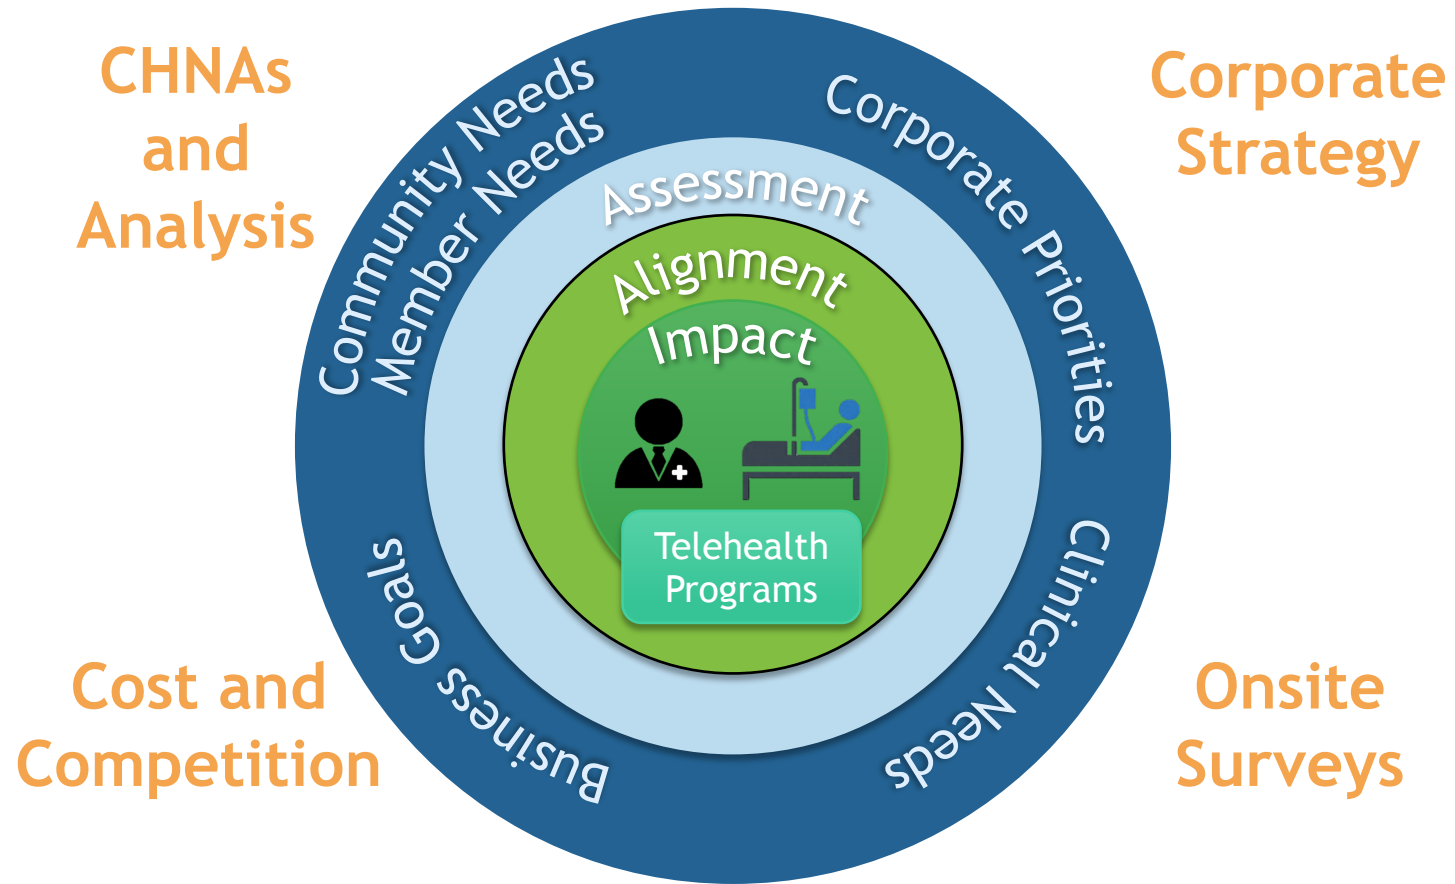 CHNAs
and
Analysis
Corporate
Strategy
Community Needs
Member Needs
Corporate Priorities
Assessment
Alignment
Impact
Telehealth
Programs
Business Goals
Clinical Needs
Cost and
Competition
Onsite
Surveys